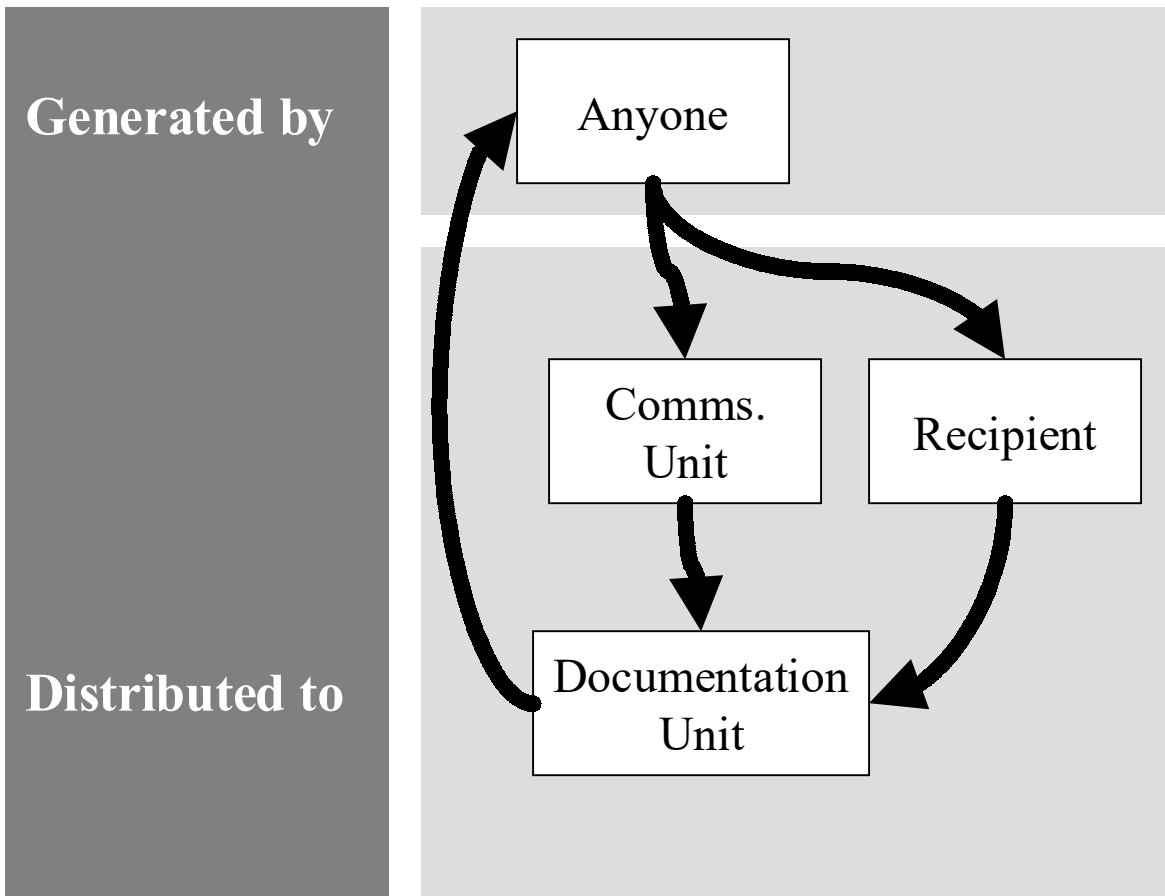 Generated by
Anyone
Comms.
Unit
Recipient
Distributed to
Documentation
Unit